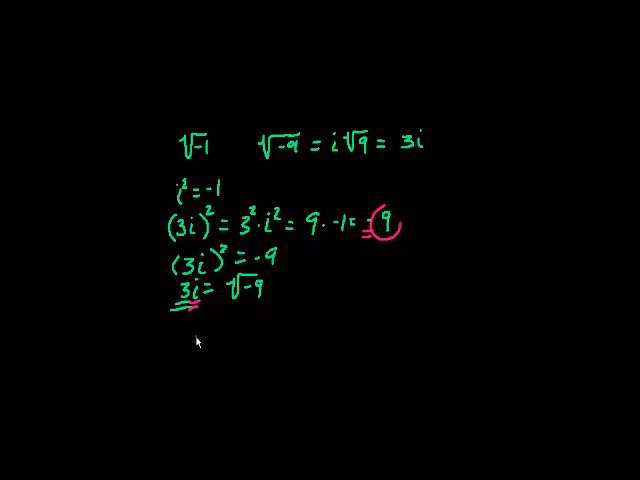 √-1 √-9 = i√9 = 3i
i² = -1
(3i)² = 3² · i² = 9 · -1 = -9
(3i)² = -9
3i = √-9